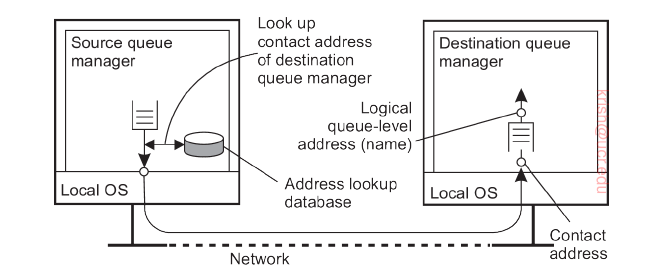 Look up
contact address
of destination
queue manager
Source queue
manager
Destination queue
manager
Logical
queue-level
address (name)
Address lookup
database
Local OS
Local OS
Contact
address
Network